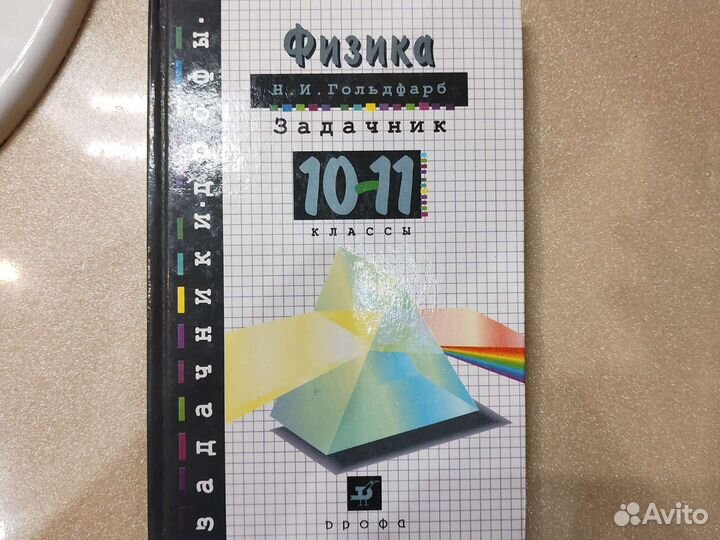 Физика
Н.И.Гольдфарб
Задачник
10-11
классы
дрофа
задачники·дрофы·
Avito